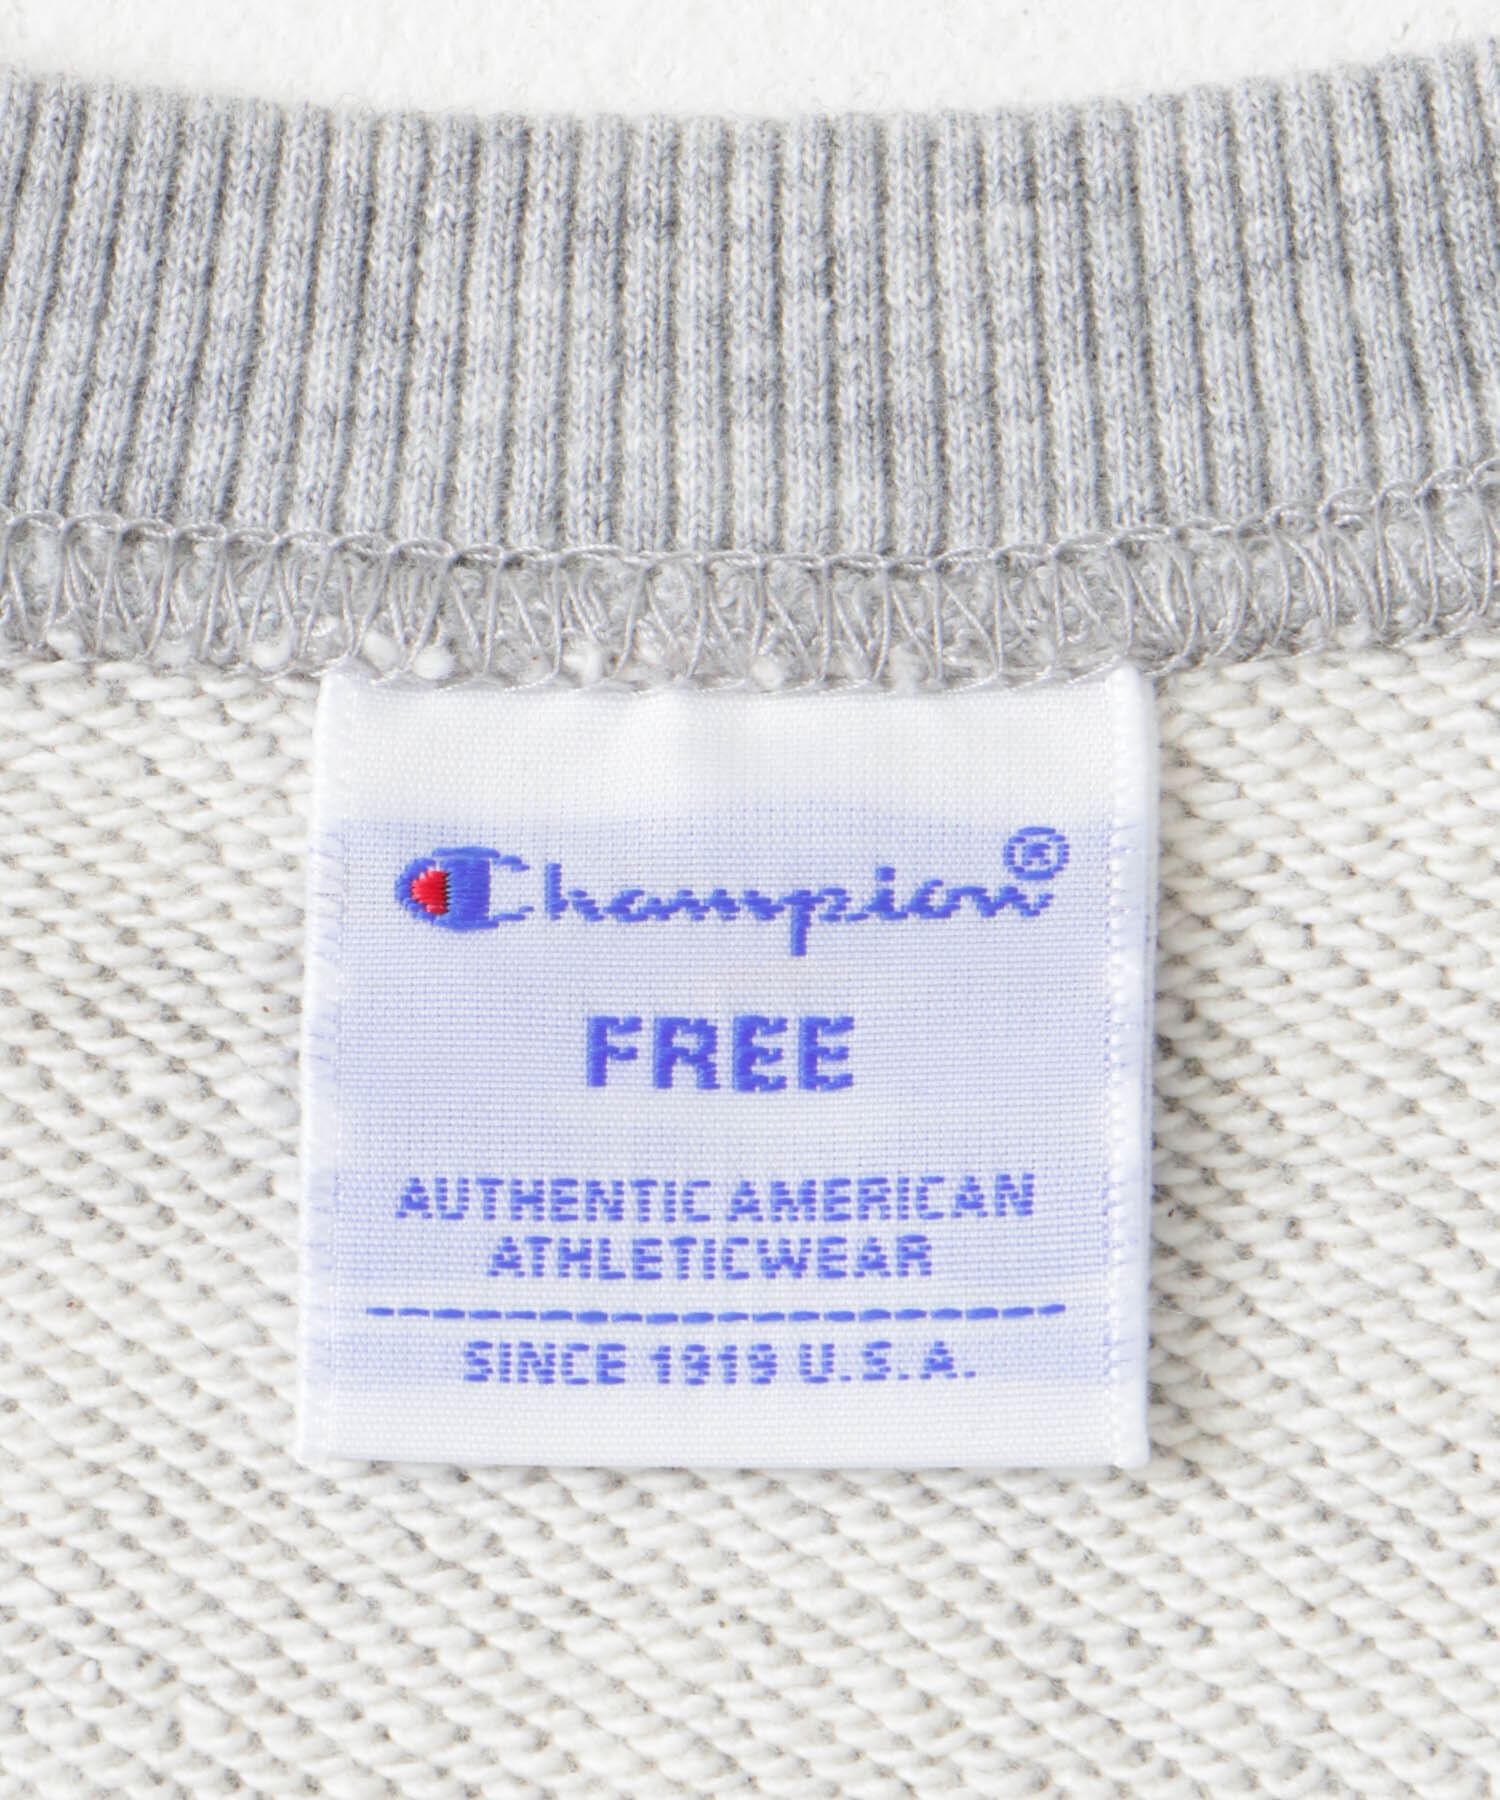 Champion®
FREE
AUTHENTIC AMERICAN
ATHLETICWEAR
SINCE 1919 U.S.A.